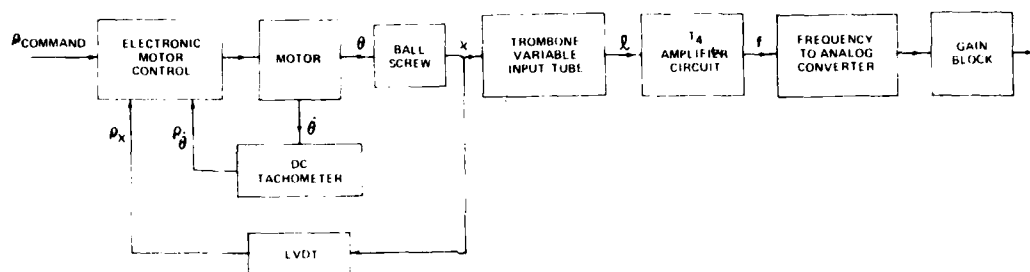 ρCOMMAND
ELECTRONIC
MOTOR
CONTROL
MOTOR
θ
BALL
SCREW
x
TROMBONE
VARIABLE
INPUT TUBE
ℓ
T4
AMPLIFIER
CIRCUIT
f
FREQUENCY
TO ANALOG
CONVERTER
GAIN
BLOCK
ρx
ρθ̇
θ̇
DC
TACHOMETER
LVDT